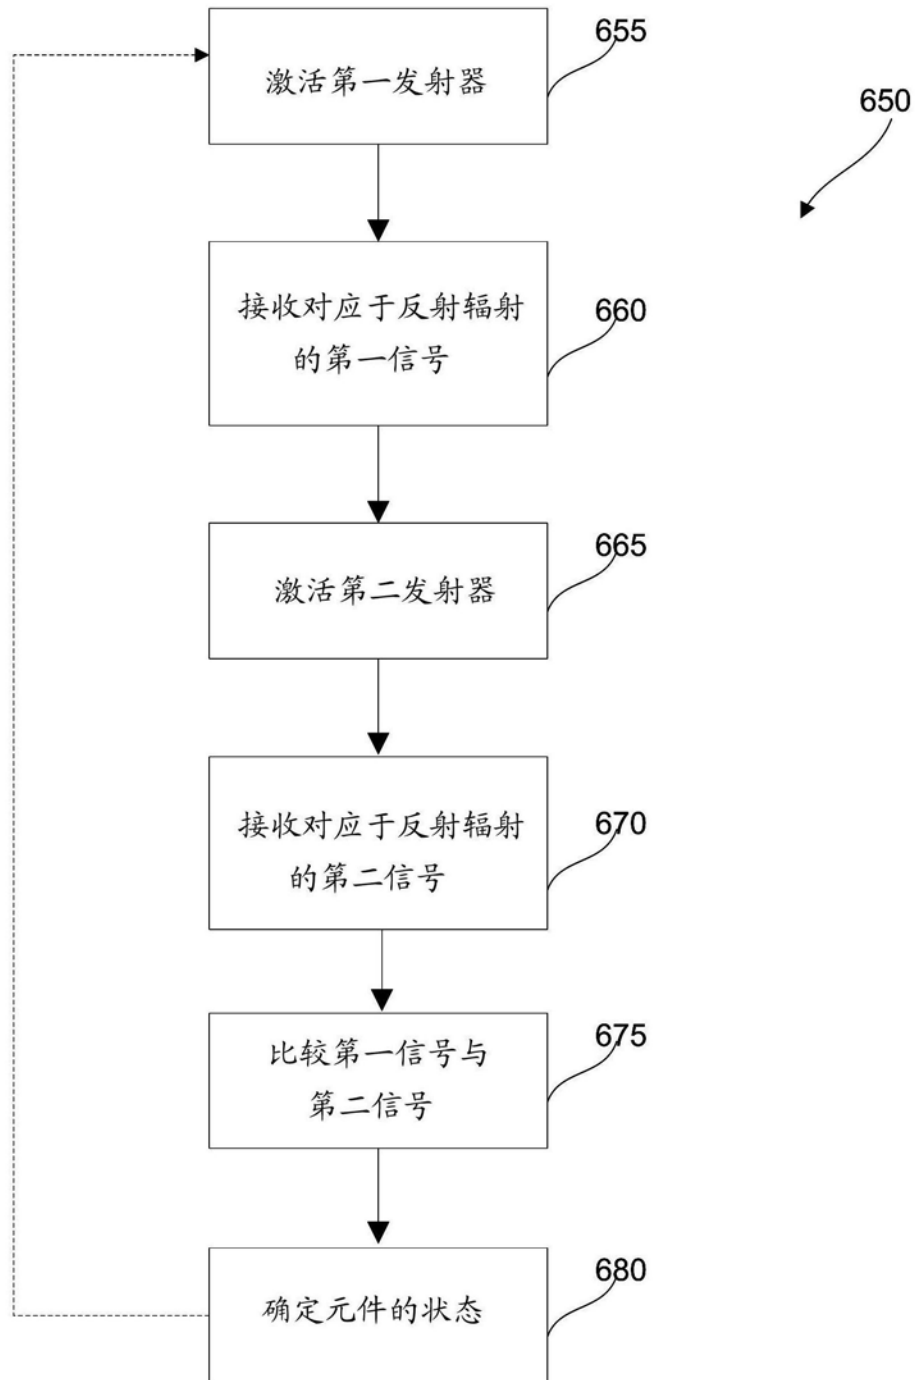 激活第一发射器
655
650
接收对应于反射辐射
的第一信号
660
激活第二发射器
665
接收对应于反射辐射
的第二信号
670
比较第一信号与
第二信号
675
确定元件的状态
680